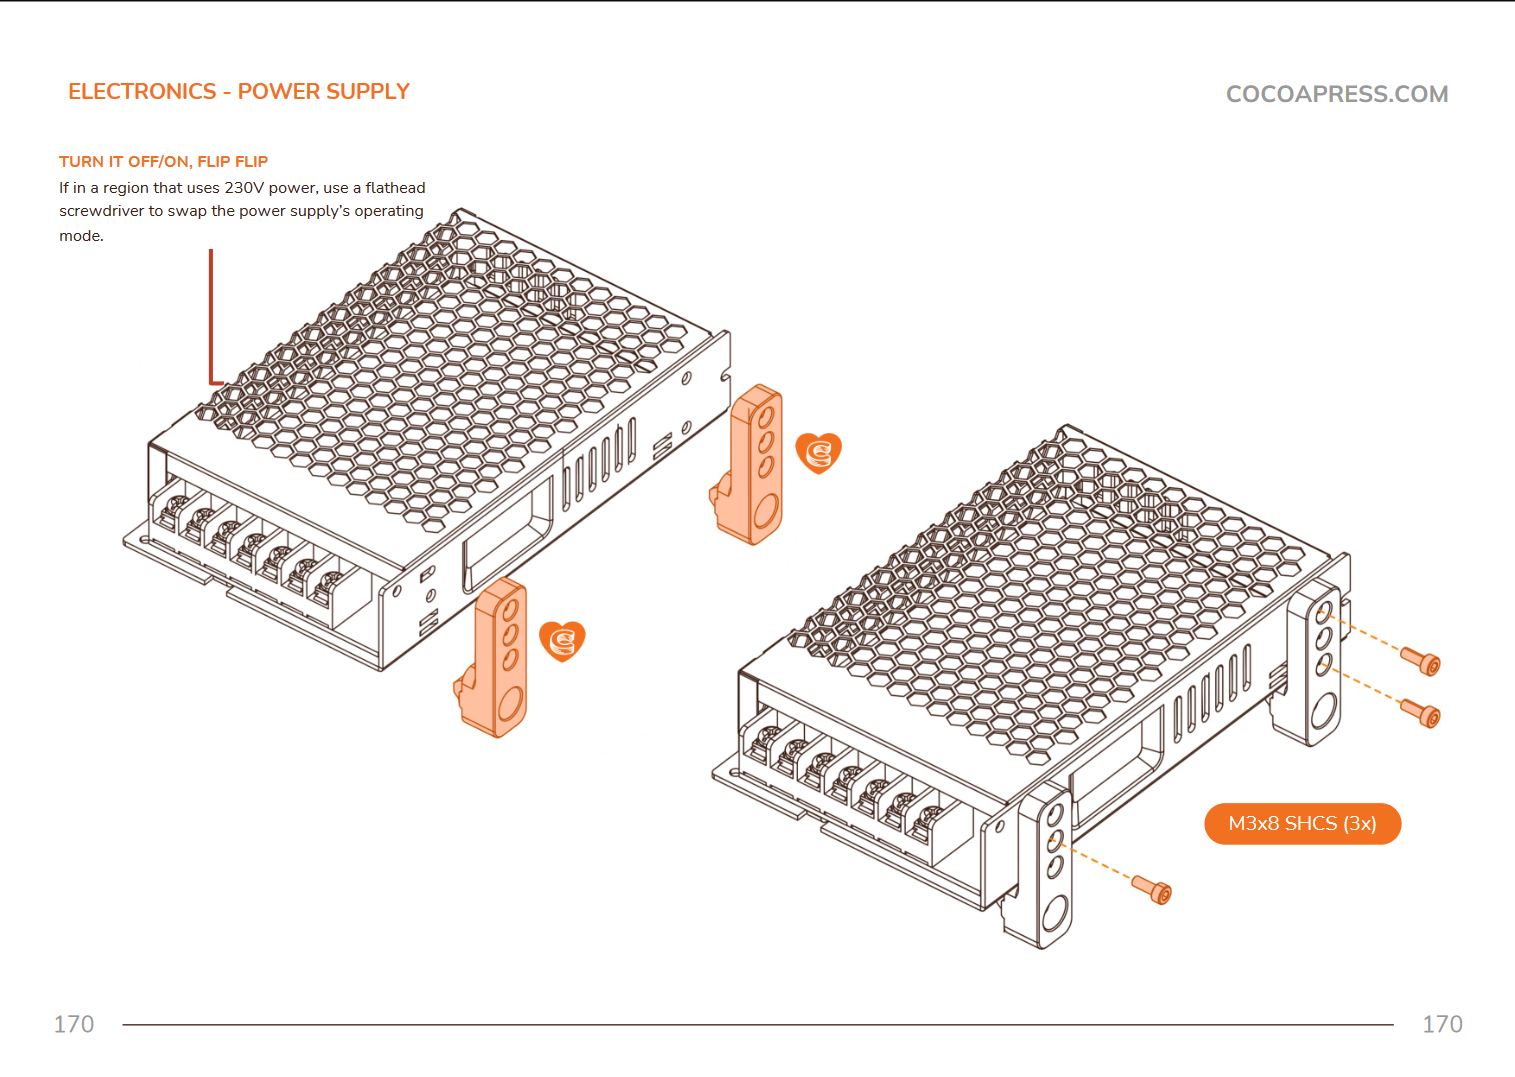 ELECTRONICS - POWER SUPPLY
COCOAPRESS.COM
TURN IT OFF/ON, FLIP FLIP
If in a region that uses 230V power, use a flathead
screwdriver to swap the power supply’s operating
mode.
M3x8 SHCS (3x)
170
170